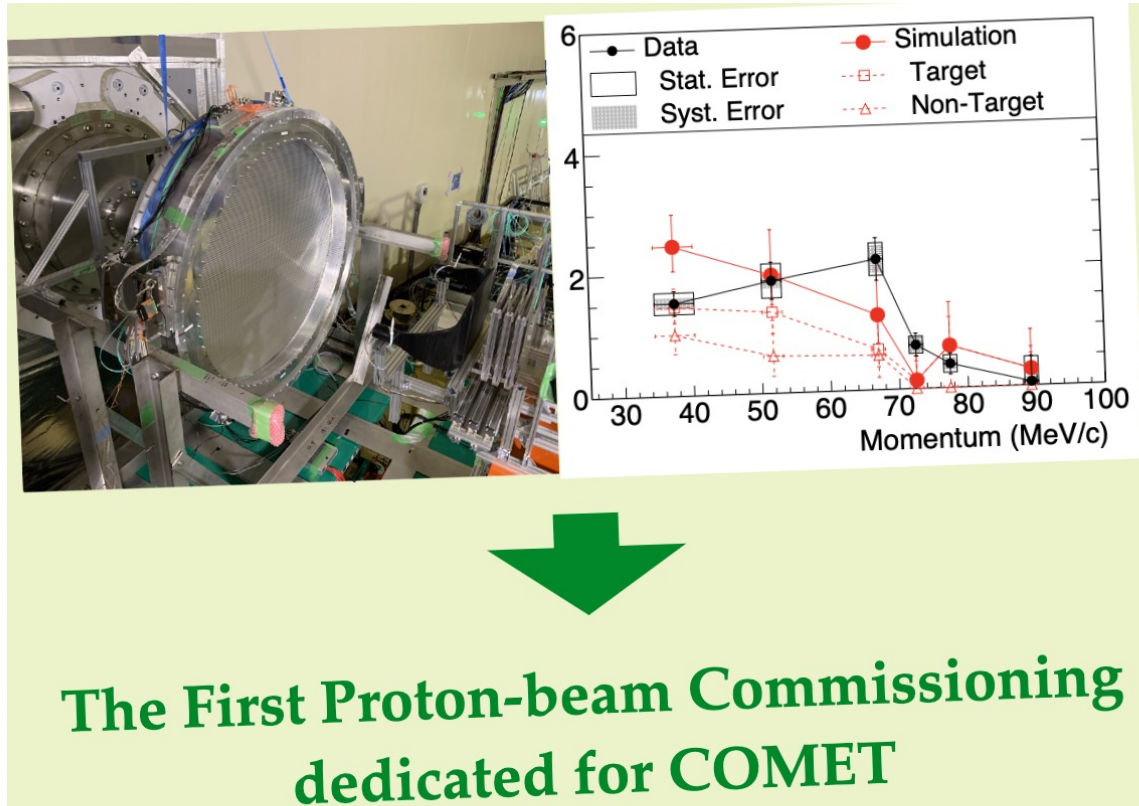 6
Data
Simulation
Stat. Error
Target
Syst. Error
Non-Target
4
2
0
30 40 50 60 70 80 90 100
Momentum (MeV/c)
The First Proton-beam Commissioning
dedicated for COMET